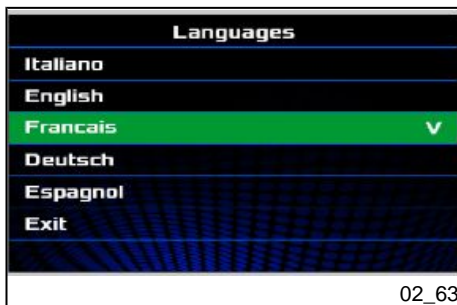 Languages
Italiano
English
Francais V
Deutsch
Espagnol
Exit
02_63